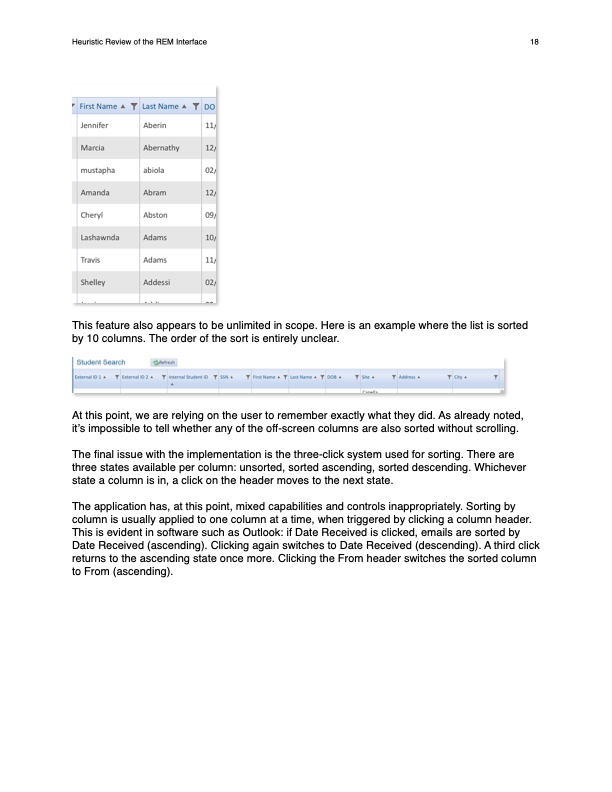 Heuristic Review of the REM Interface 18
First Name ▲ Last Name ▲ DO
Jennifer Aberin 11/
Marcia Abernathy 12/
mustapha abiola 02/
Amanda Abram 12/
Cheryl Abston 09/
Lashawnda Adams 10/
Travis Adams 11/
Shelley Addessi 02/
This feature also appears to be unlimited in scope. Here is an example where the list is sorted
by 10 columns. The order of the sort is entirely unclear.
Student Search Refresh
External ID 1 ▲ External ID 2 ▲ Internal Student ID ▲ SSN ▲ First Name ▲ Last Name ▲ DOB ▲ Site ▲ Address ▲ City ▲
At this point, we are relying on the user to remember exactly what they did. As already noted,
it’s impossible to tell whether any of the off-screen columns are also sorted without scrolling.
The final issue with the implementation is the three-click system used for sorting. There are
three states available per column: unsorted, sorted ascending, sorted descending. Whichever
state a column is in, a click on the header moves to the next state.
The application has, at this point, mixed capabilities and controls inappropriately. Sorting by
column is usually applied to one column at a time, when triggered by clicking a column header.
This is evident in software such as Outlook: if Date Received is clicked, emails are sorted by
Date Received (ascending). Clicking again switches to Date Received (descending). A third click
returns to the ascending state once more. Clicking the From header switches the sorted column
to From (ascending).